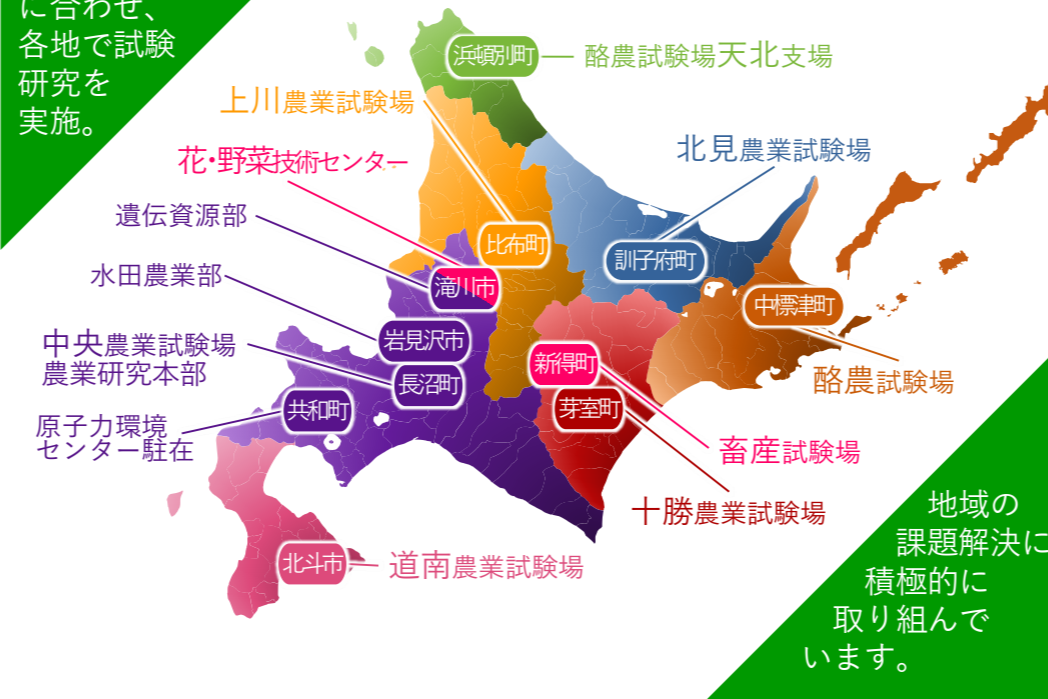 に合わせ、
各地で試験
研究を
実施。
浜頓別町
酪農試験場天北支場
上川農業試験場
北見農業試験場
花・野菜技術センター
遺伝資源部
比布町
訓子府町
水田農業部
滝川市
中標津町
岩見沢市
中央農業試験場
農業研究本部
新得町
長沼町
酪農試験場
芽室町
共和町
原子力環境
センター駐在
畜産試験場
十勝農業試験場
北斗市
道南農業試験場
地域の
課題解決に
積極的に
取り組んで
います。